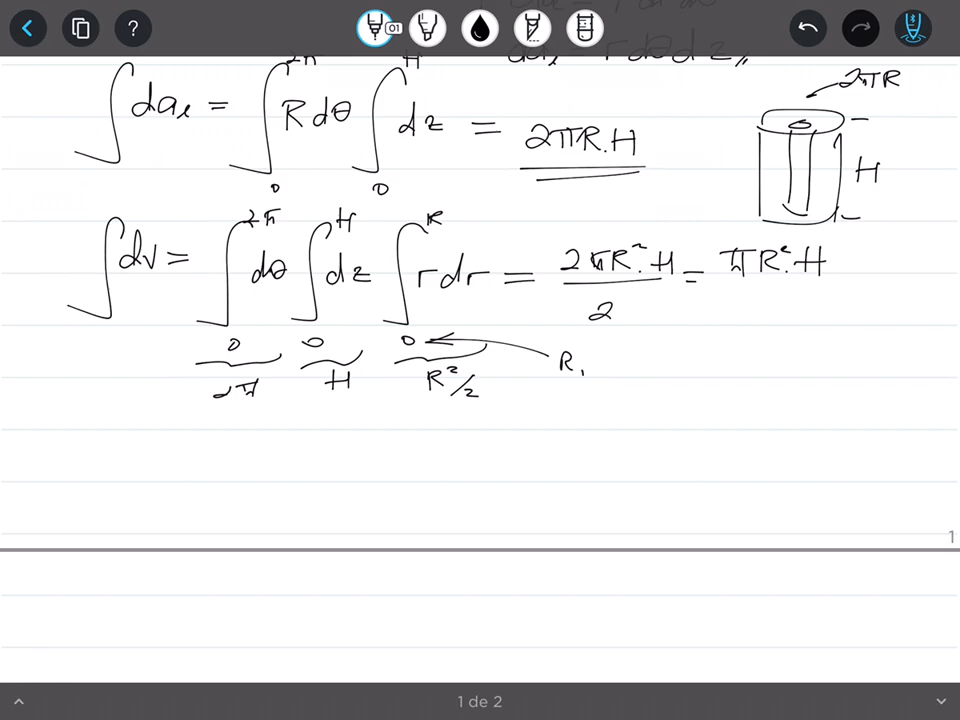 01
?
2πR
∫da_l = ∫_0^{2π} R dθ ∫_0^H dz = 2πR.H
H
∫dv = ∫_0^{2π} dθ ∫_0^H dz ∫_0^R r dr = 2πR².H / 2 = πR².H
2π H R²/2 R,
1
1 de 2